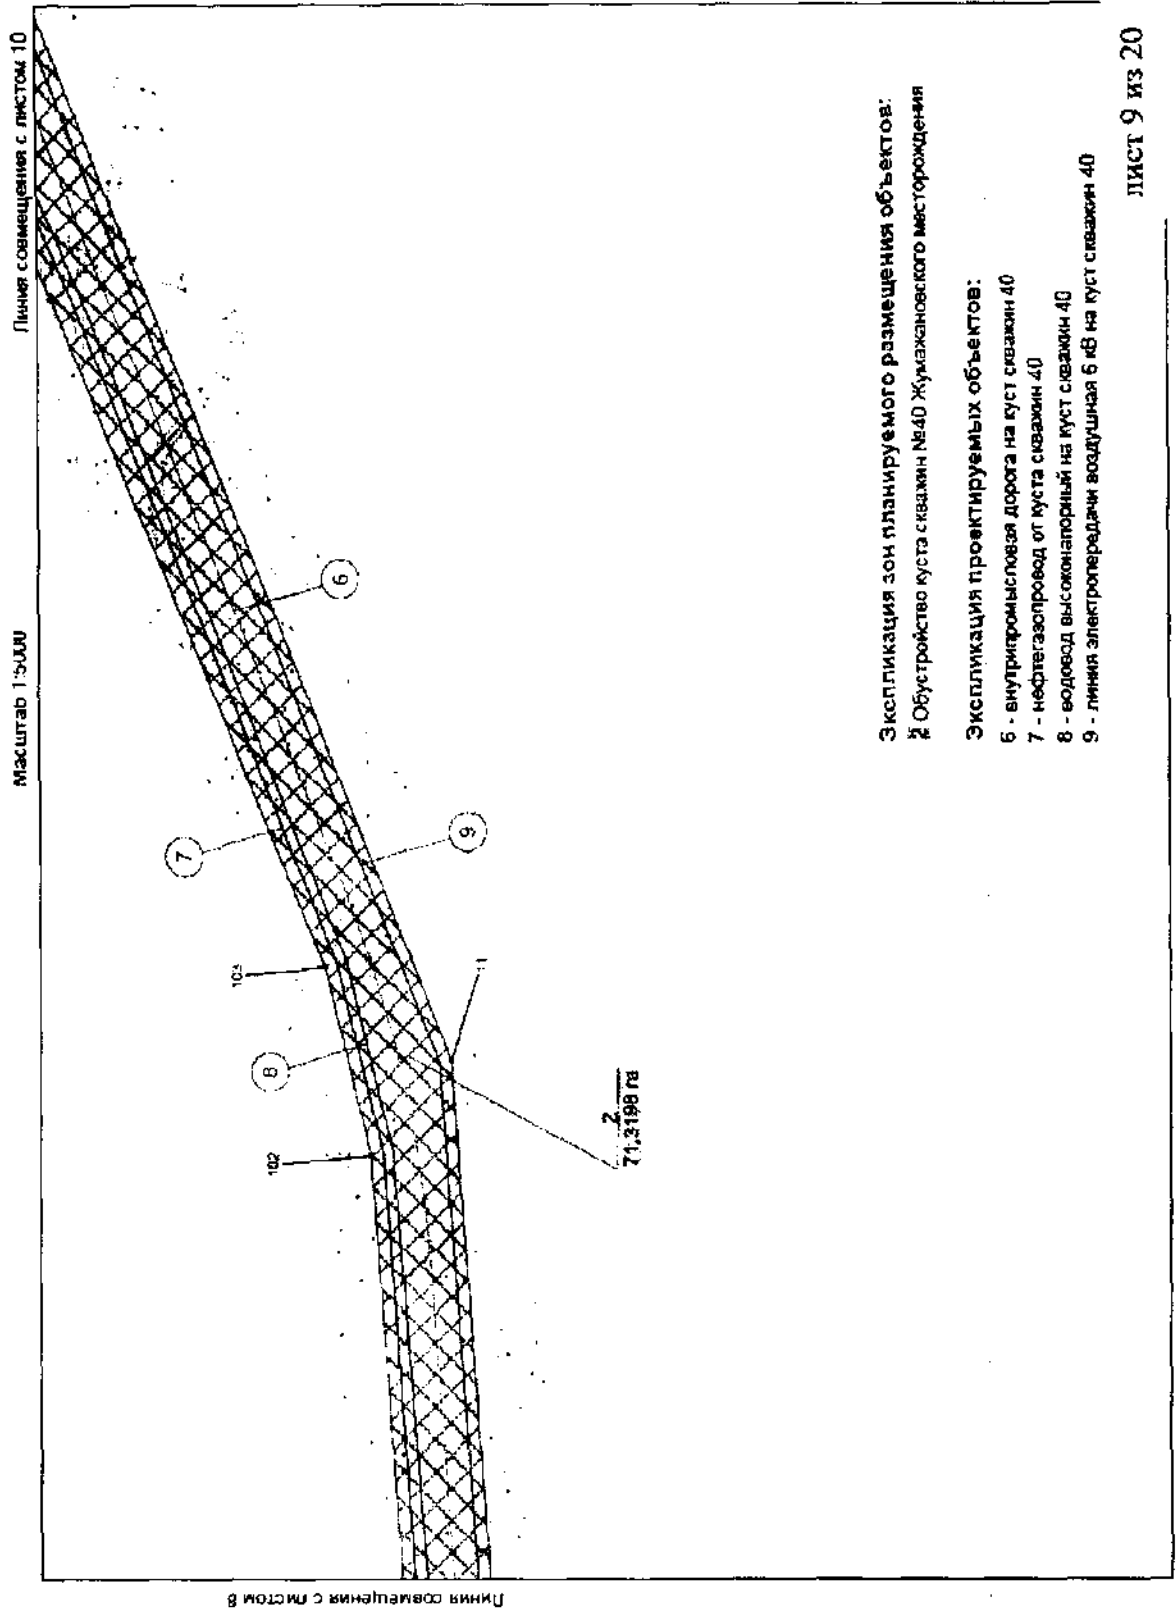 Масштаб 1:5000
Линия совмещения с листом 10
7
6
103
8
9
102
11
2
71,3198 га
Экспликация зон планируемого размещения объектов:
2 Обустройство куста скважин №40 Жумажановского месторождения
Экспликация проектируемых объектов:
6 - внутрипромысловая дорога на куст скважин 40
7 - нефтегазопровод от куста скважин 40
8 - водовод высоконапорный на куст скважин 40
9 - линия электропередачи воздушная 6 кВ на куст скважин 40
Линия совмещения с листом 8
лист 9 из 20